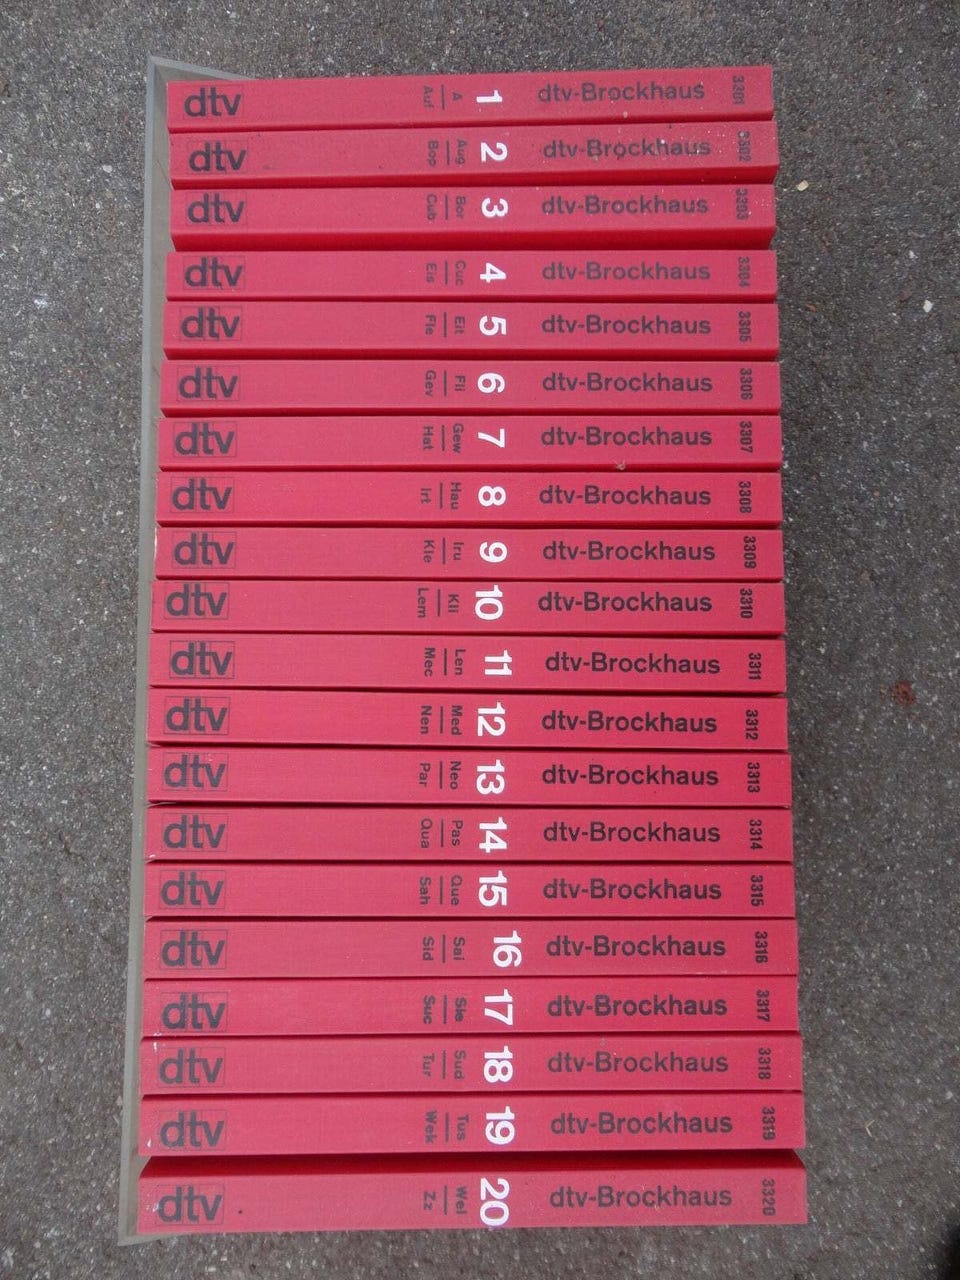 dtv A Auf 1 dtv-Brockhaus 3301
dtv Aug Bop 2 dtv-Brockhaus 3302
dtv Bor Cub 3 dtv-Brockhaus 3303
dtv Cuc Eis 4 dtv-Brockhaus 3304
dtv Eit Fle 5 dtv-Brockhaus 3305
dtv Fli Gev 6 dtv-Brockhaus 3306
dtv Gew Hat 7 dtv-Brockhaus 3307
dtv Hau Irt 8 dtv-Brockhaus 3308
dtv Iru Kle 9 dtv-Brockhaus 3309
dtv Kli Lem 10 dtv-Brockhaus 3310
dtv Len Mec 11 dtv-Brockhaus 3311
dtv Med Nen 12 dtv-Brockhaus 3312
dtv Neo Par 13 dtv-Brockhaus 3313
dtv Pas Qua 14 dtv-Brockhaus 3314
dtv Que Sah 15 dtv-Brockhaus 3315
dtv Sai Sid 16 dtv-Brockhaus 3316
dtv Sie Suc 17 dtv-Brockhaus 3317
dtv Sud Tur 18 dtv-Brockhaus 3318
dtv Tus Wek 19 dtv-Brockhaus 3319
dtv Wel Zz 20 dtv-Brockhaus 3320